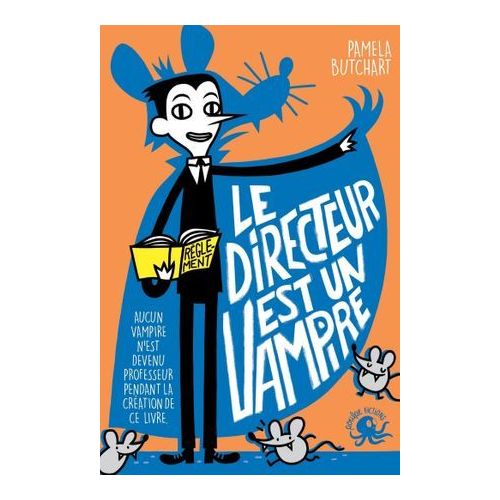 PAMELA
BUTCHART
LE
DIRECTEUR
EST UN
VAMPIRE
RÈGLE-
MENT
AUCUN
VAMPIRE
N'EST
DEVENU
PROFESSEUR
PENDANT LA
CRÉATION DE
CE LIVRE.